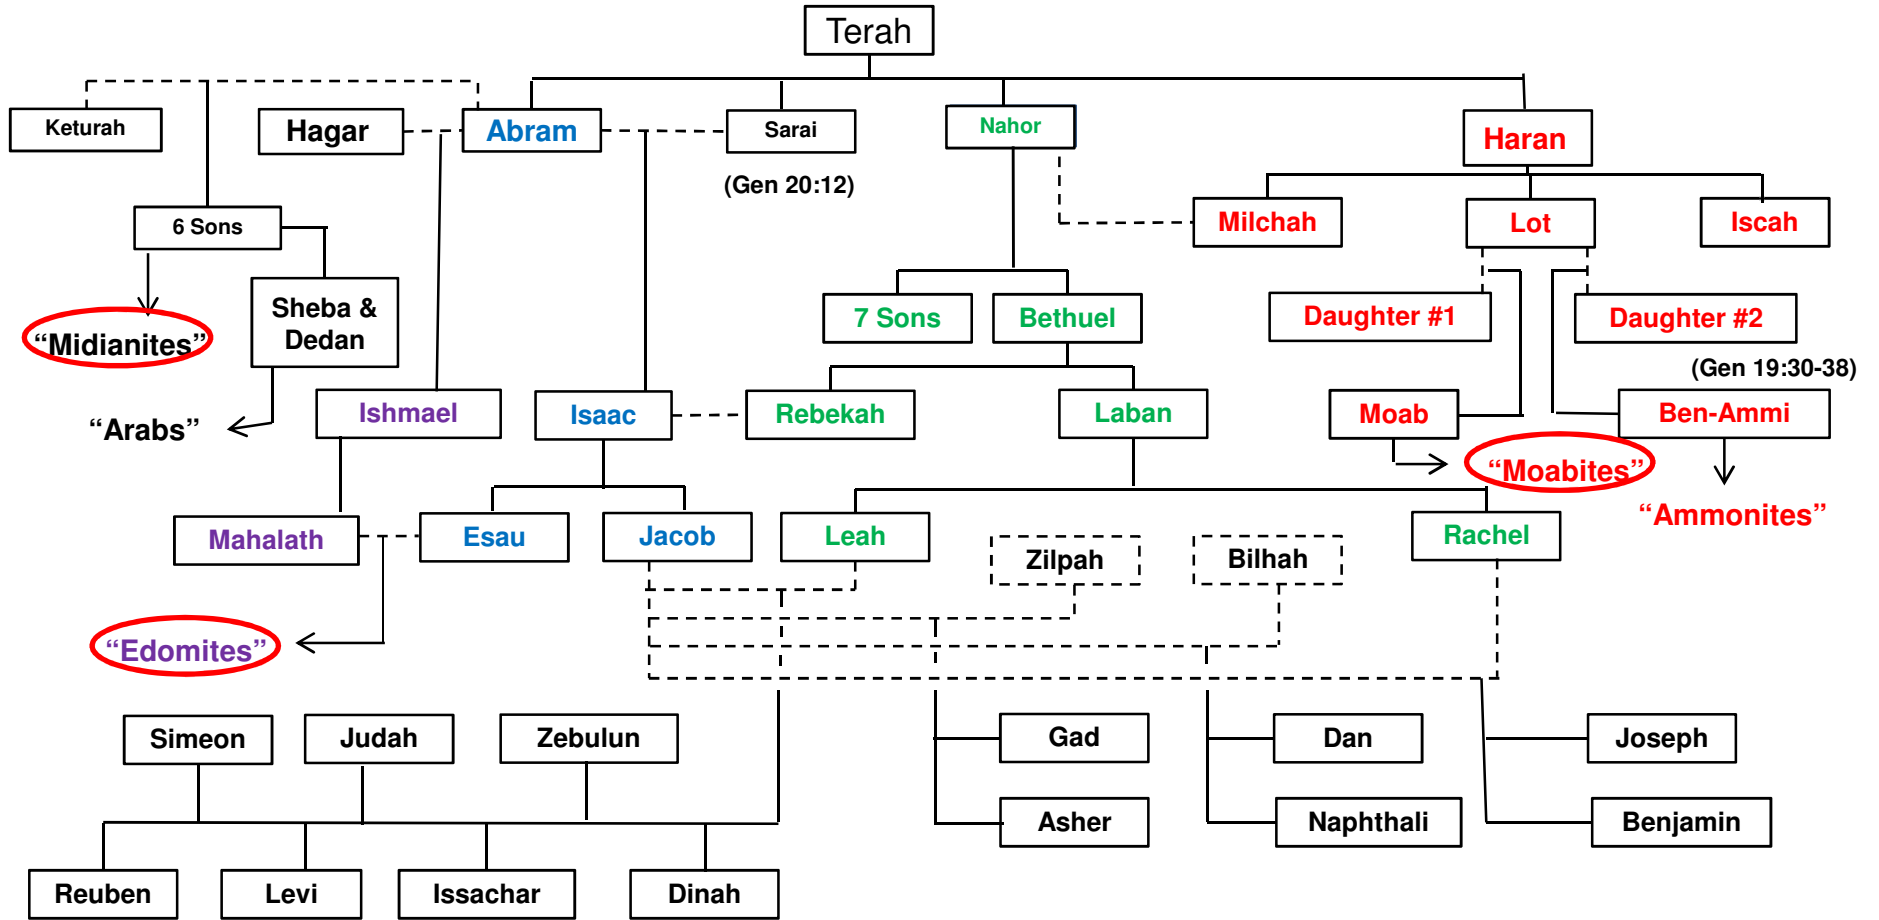 Terah
Keturah
Hagar
Abram
Sarai
Nahor
Haran
(Gen 20:12)
6 Sons
Milchah
Lot
Iscah
Sheba &
Dedan
7 Sons
Bethuel
Daughter #1
Daughter #2
“Midianites”
(Gen 19:30-38)
“Arabs”
Ishmael
Isaac
Rebekah
Laban
Moab
Ben-Ammi
“Moabites”
“Ammonites”
Mahalath
Esau
Jacob
Leah
Zilpah
Bilhah
Rachel
“Edomites”
Simeon
Judah
Zebulun
Gad
Dan
Joseph
Asher
Naphthali
Benjamin
Reuben
Levi
Issachar
Dinah